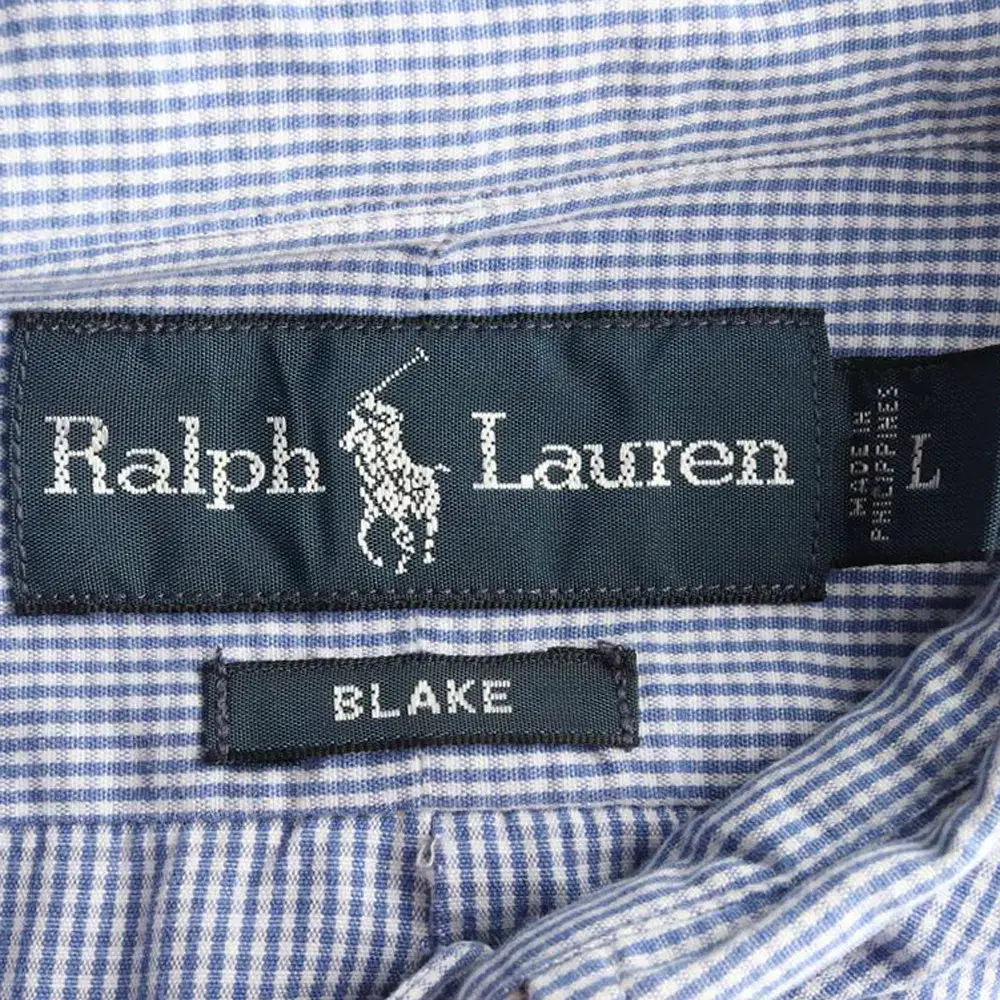 Ralph Lauren
MADE IN
PHILIPPINES
L
BLAKE